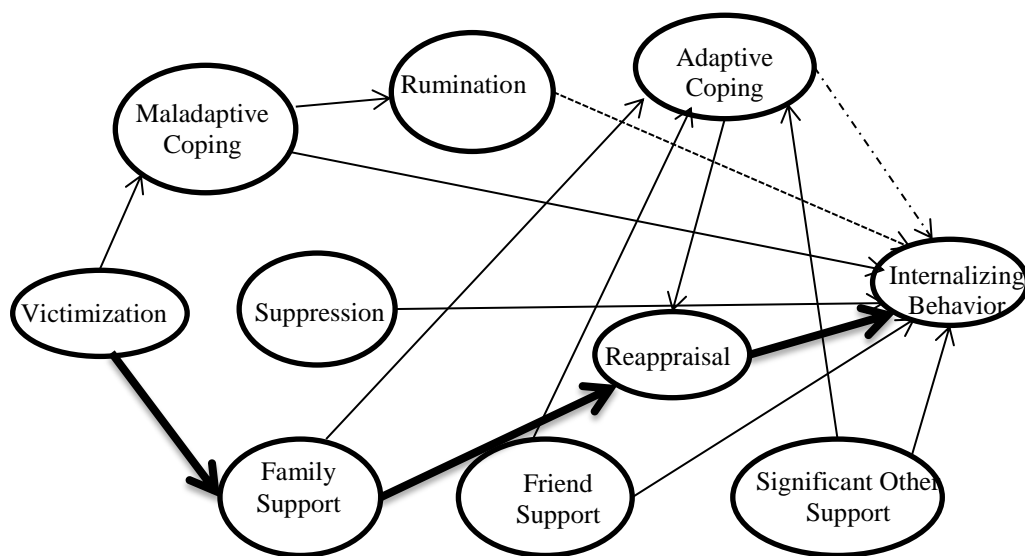 Adaptive
Coping
Rumination
Maladaptive
Coping
Internalizing
Behavior
Victimization
Suppression
Reappraisal
Family
Support
Friend
Support
Significant Other
Support